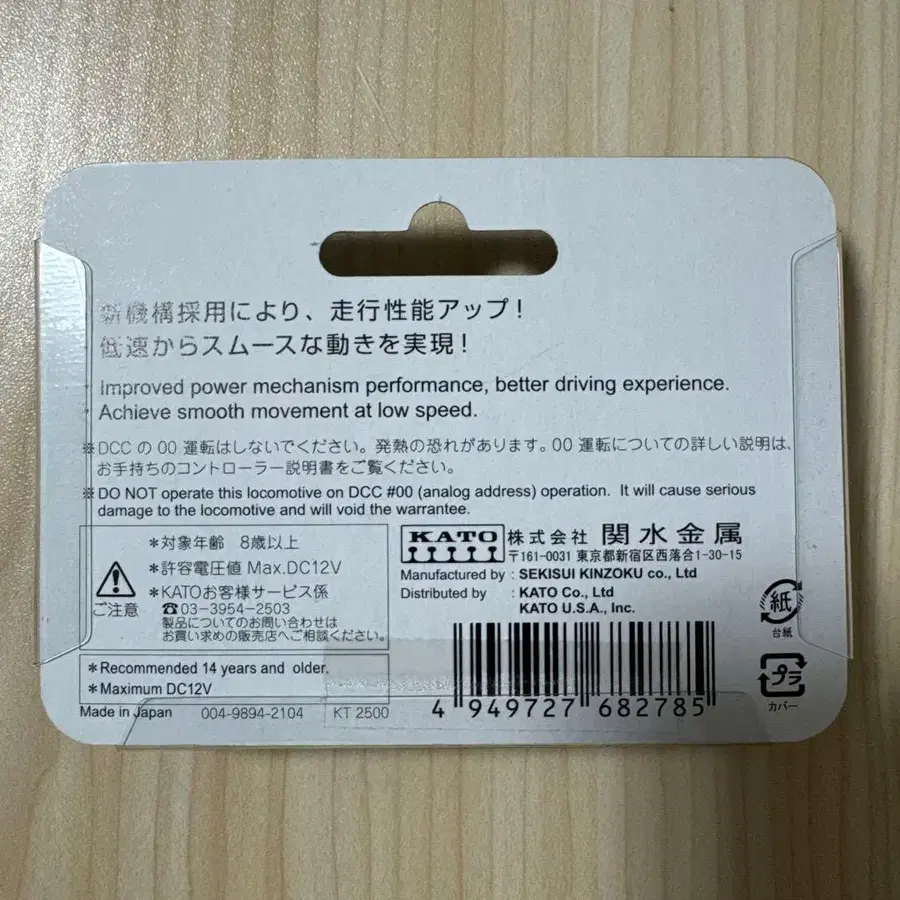 新機構採用により、走行性能アップ！
低速からスムースな動きを実現！
· Improved power mechanism performance, better driving experience.
· Achieve smooth movement at low speed.
※DCC の 00 運転はしないでください。発熱の恐れがあります。00 運転についての詳しい説明は、
お手持ちのコントローラー説明書をご覧ください。
※DO NOT operate this locomotive on DCC #00 (analog address) operation. It will cause serious
damage to the locomotive and will void the warrantee.
ご注意
＊対象年齢 8歳以上
＊許容電圧値 Max.DC12V
＊KATOお客様サービス係
☎03-3954-2503
製品についてのお問い合わせは
お買い求めの販売店へご相談ください。
＊Recommended 14 years and older.
＊Maximum DC12V
Made in Japan 004-9894-2104 KT 2500
KATO 株式会社 関水金属
〒161-0031 東京都新宿区西落合1-30-15
Manufactured by : SEKISUI KINZOKU co., Ltd
Distributed by : KATO Co., Ltd
KATO U.S.A., Inc.
4 949727 682785
紙
台紙
プラ
カバー